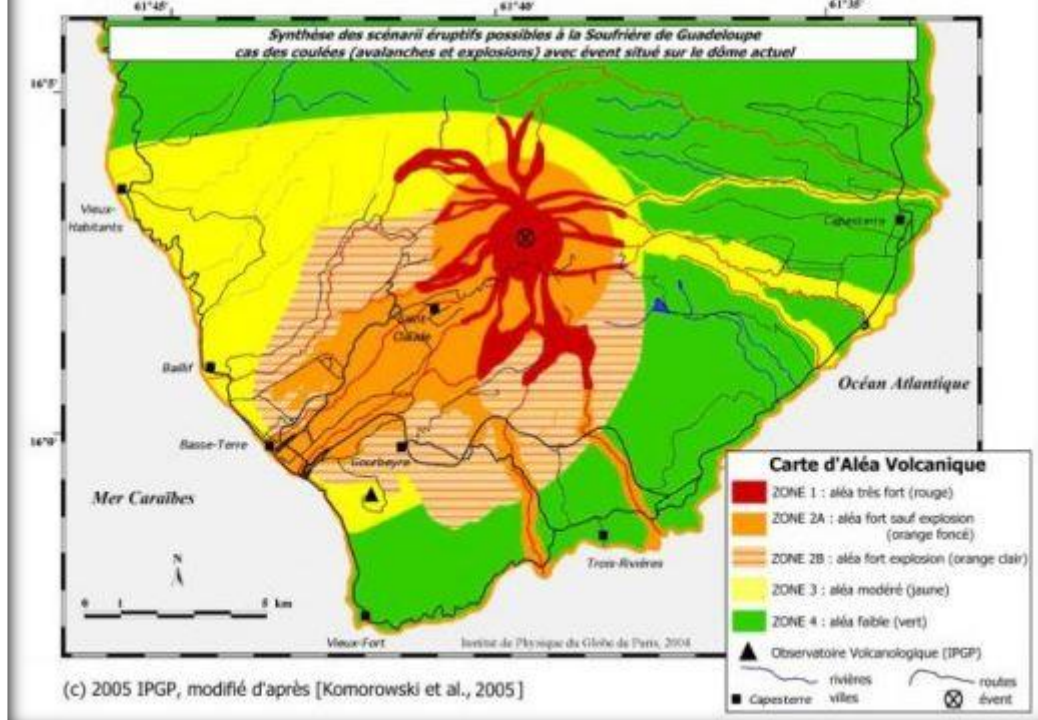 61°45'
61°40'
61°35'
Synthèse des scénarii éruptifs possibles à la Soufrière de Guadeloupe
cas des coulées (avalanches et explosions) avec évent situé sur le dôme actuel
16°5'
Vieux-
Habitants
Capesterre
Saint-
Claude
Baillif
Océan Atlantique
Basse-Terre
16°0'
Gourbeyre
Mer Caraïbes
N
0 1 5 km
Trois-Rivières
Vieux-Fort
Institut de Physique du Globe de Paris, 2004
Carte d'Aléa Volcanique
ZONE 1 : aléa très fort (rouge)
ZONE 2A : aléa fort sauf explosion
(orange foncé)
ZONE 2B : aléa fort explosion (orange clair)
ZONE 3 : aléa modéré (jaune)
ZONE 4 : aléa faible (vert)
Observatoire Volcanologique (IPGP)
rivières routes
Capesterre villes évent
(c) 2005 IPGP, modifié d'après [Komorowski et al., 2005]